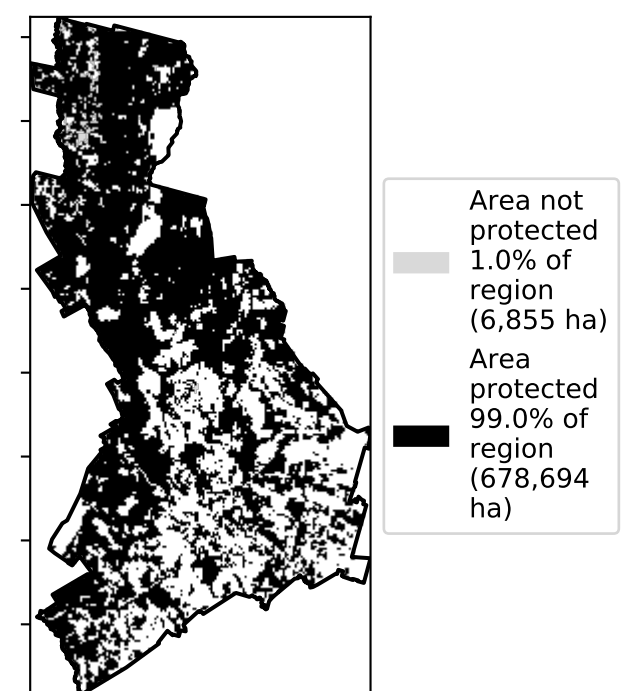 Area not
protected
1.0% of
region
(6,855 ha)
Area
protected
99.0% of
region
(678,694
ha)